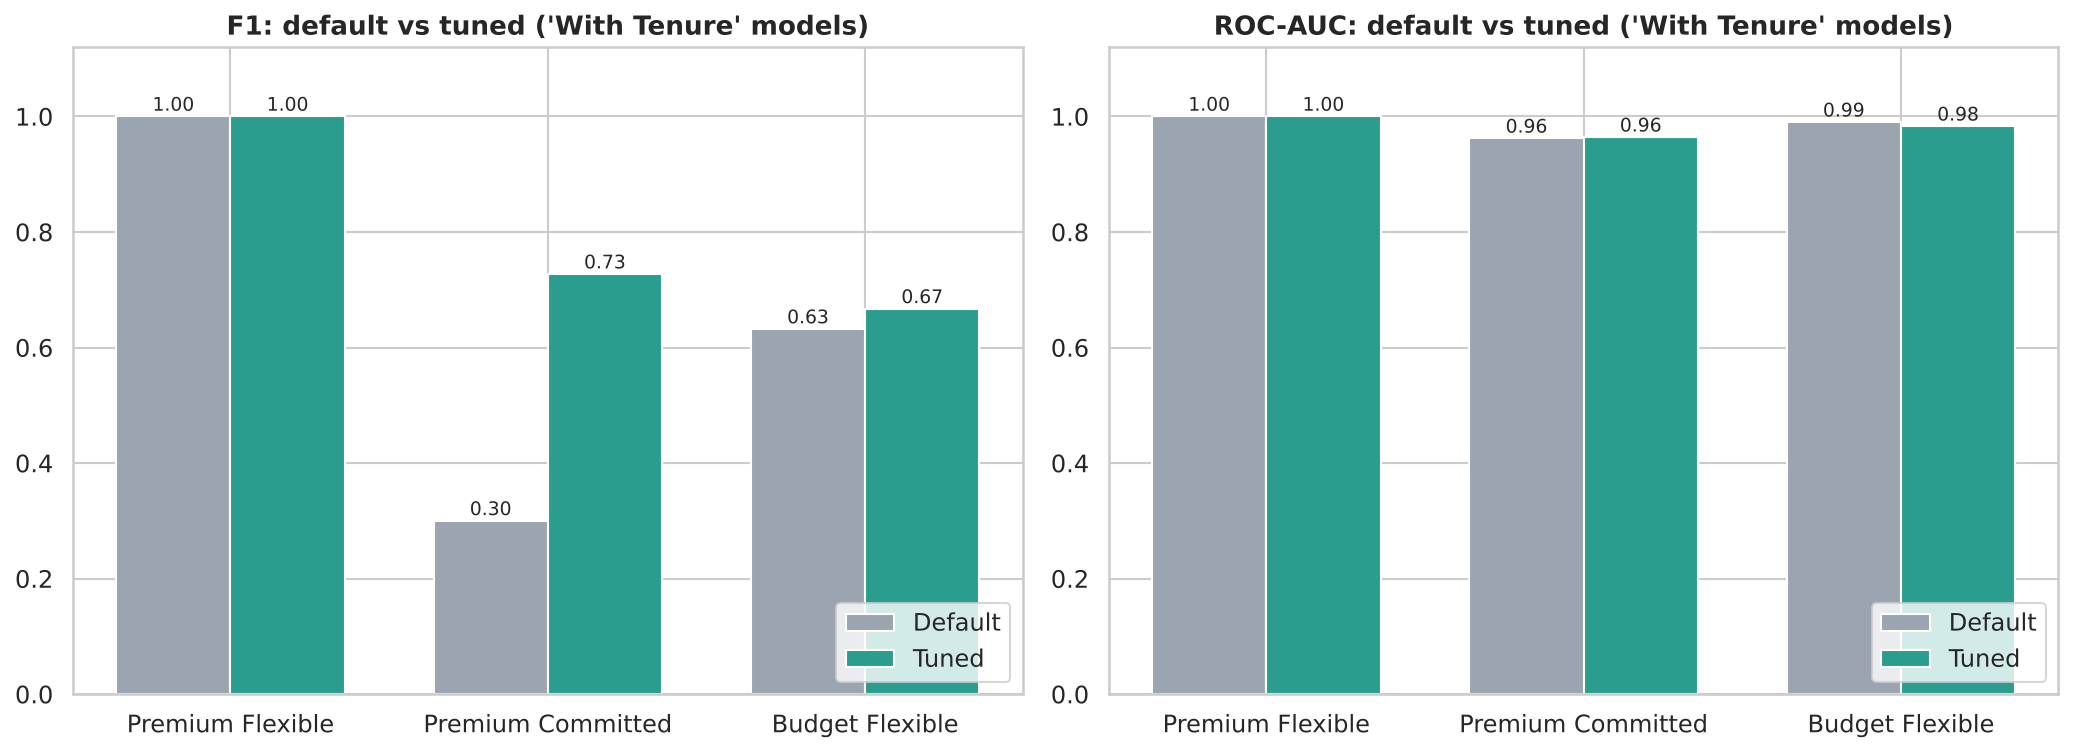 F1: default vs tuned ('With Tenure' models)
1.0
0.8
0.6
0.4
0.2
0.0
1.00
1.00
0.30
0.73
0.63
0.67
Default
Tuned
Premium Flexible
Premium Committed
Budget Flexible
ROC-AUC: default vs tuned ('With Tenure' models)
1.0
0.8
0.6
0.4
0.2
0.0
1.00
1.00
0.96
0.96
0.99
0.98
Default
Tuned
Premium Flexible
Premium Committed
Budget Flexible